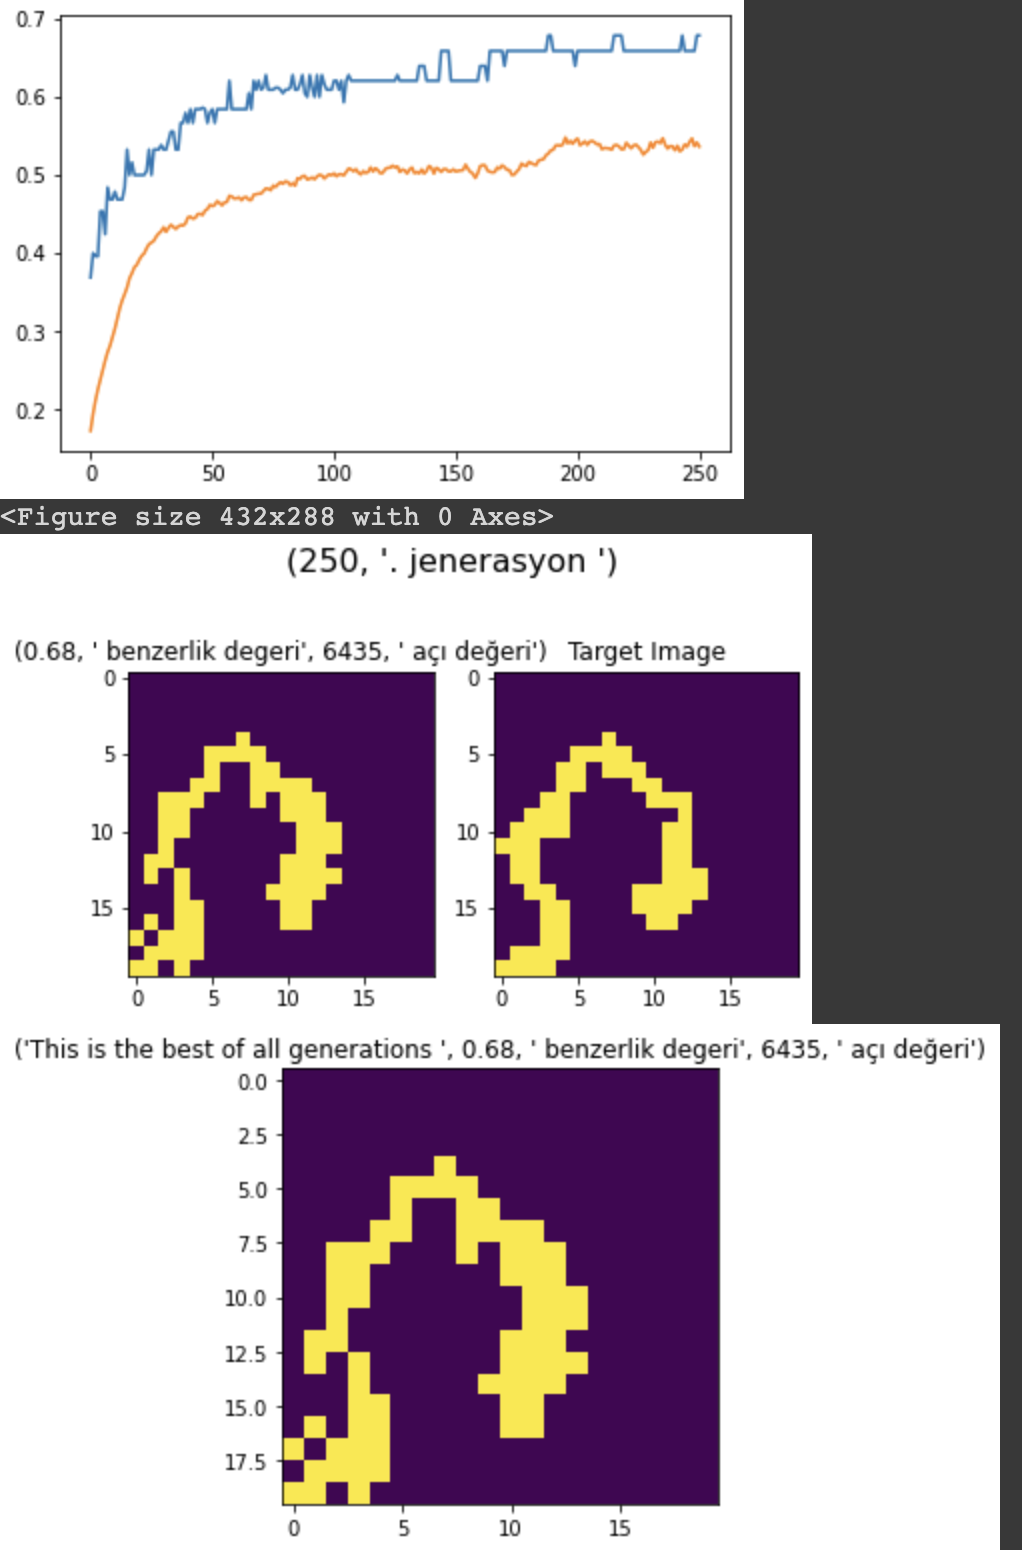 0.7
0.6
0.5
0.4
0.3
0.2
0 50 100 150 200 250
<Figure size 432x288 with 0 Axes>
(250, '. jenerasyon ')
(0.68, ' benzerlik degeri', 6435, ' açı değeri') Target Image
0 0
5 5
10 10
15 15
0 5 10 15 0 5 10 15
('This is the best of all generations ', 0.68, ' benzerlik degeri', 6435, ' açı değeri')
0.0
2.5
5.0
7.5
10.0
12.5
15.0
17.5
0 5 10 15